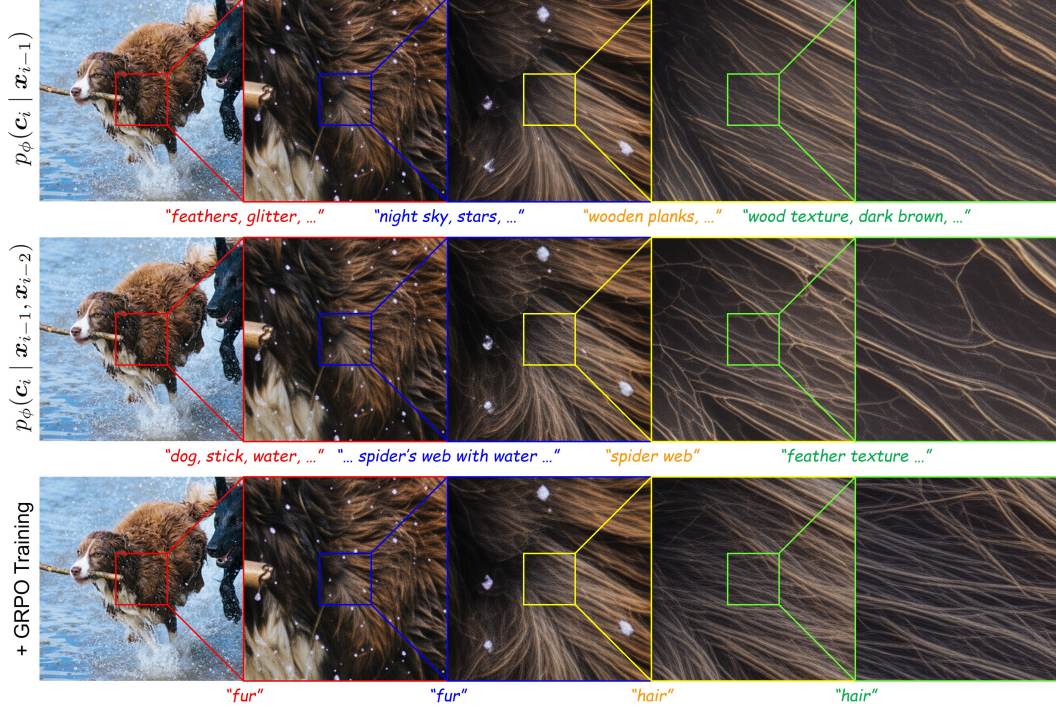 p_ϕ(c_i | x_{i−1})
"feathers, glitter, ..." "night sky, stars, ..." "wooden planks, ..." "wood texture, dark brown, ..."
p_ϕ(c_i | x_{i−1}, x_{i−2})
"dog, stick, water, ..." "... spider's web with water ..." "spider web" "feather texture ..."
+ GRPO Training
"fur" "fur" "hair" "hair"